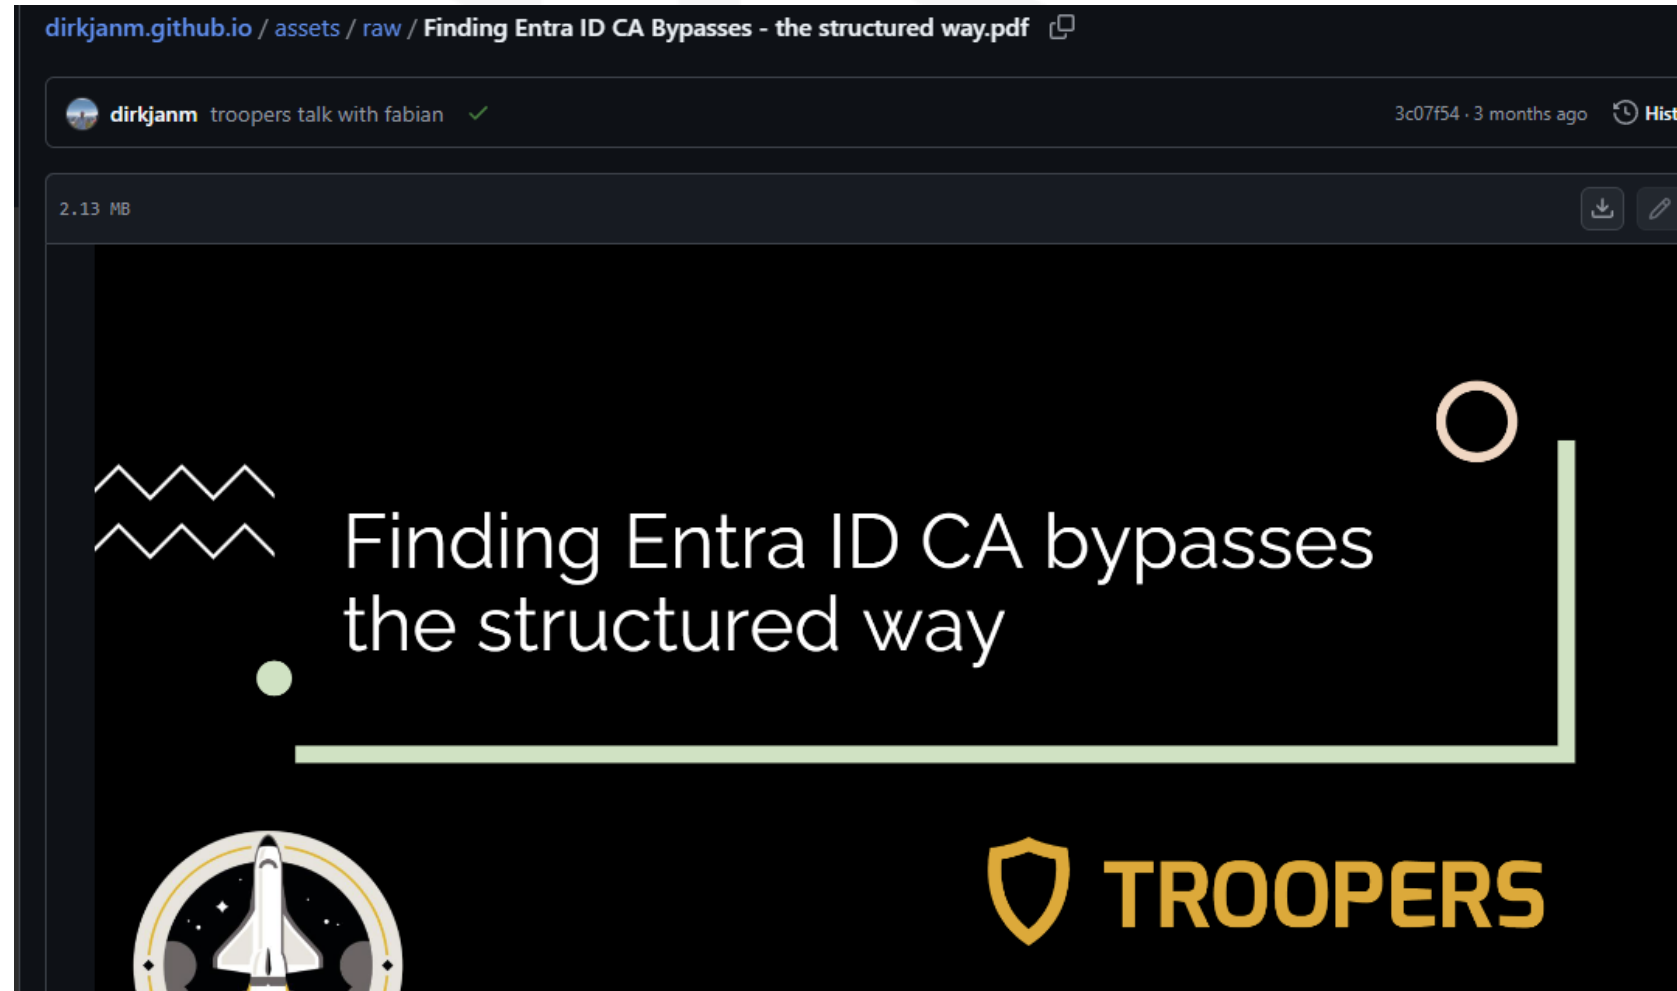 dirkjanm.github.io / assets / raw / Finding Entra ID CA Bypasses - the structured way.pdf
dirkjanm troopers talk with fabian 3c07f54 · 3 months ago Hist
2.13 MB
Finding Entra ID CA bypasses
the structured way
TROOPERS